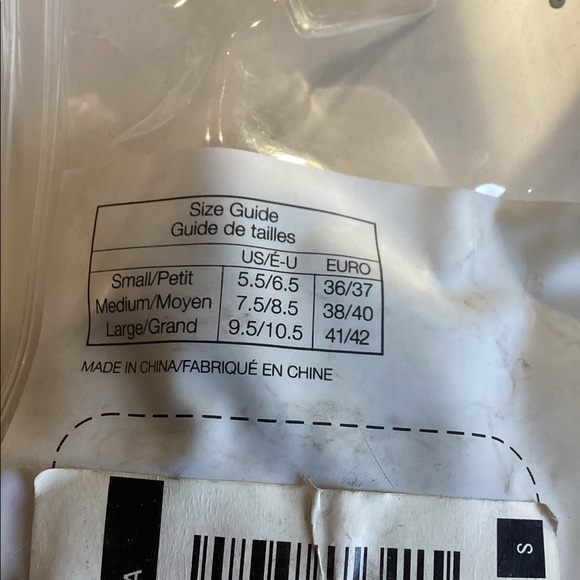 Size Guide
Guide de tailles
US/É-U EURO
Small/Petit 5.5/6.5 36/37
Medium/Moyen 7.5/8.5 38/40
Large/Grand 9.5/10.5 41/42
MADE IN CHINA/FABRIQUÉ EN CHINE
A
S